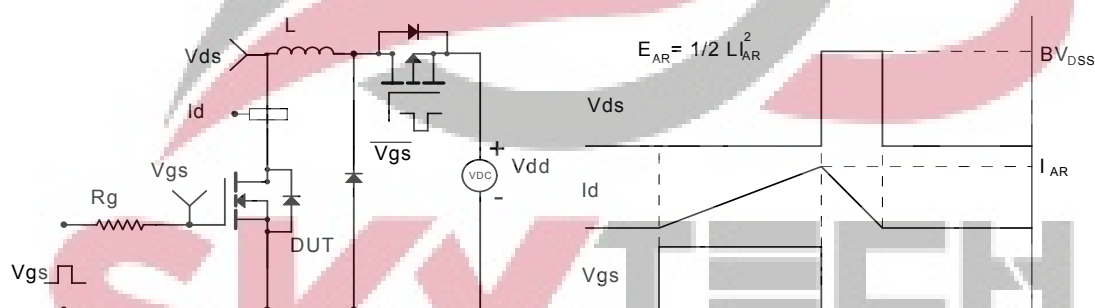 L
Vds
E_AR = 1/2 LI_AR^2
BV_DSS
Vds
Id
Vgs
+
Vdd
VDC
-
Vgs
I_AR
Rg
Id
DUT
Vgs
Vgs
SKYTECH